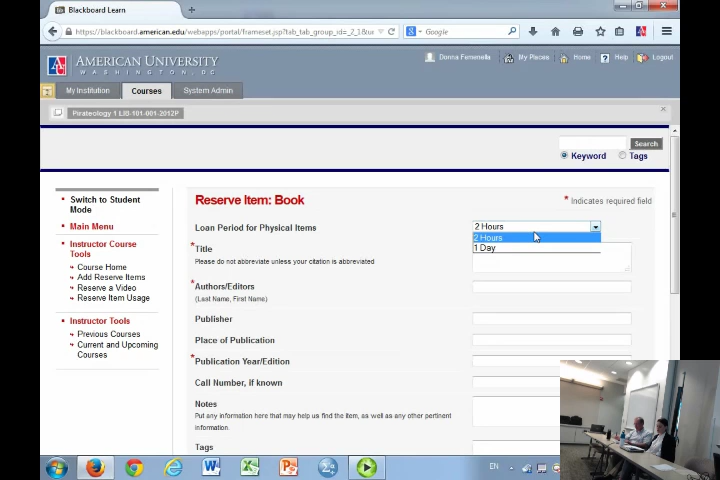 Blackboard Learn
https://blackboard.american.edu/webapps/portal/frameset.jsp?tab_tab_group_id=_2_1&ur
Google
AMERICAN UNIVERSITY
WASHINGTON, DC
Donna Femenella
My Places
Home
Help
Logout
My Institution
Courses
System Admin
Pirateology 1 LIB-101-001-2012P
Search
Keyword
Tags
Switch to Student
Mode
Main Menu
Instructor Course
Tools
Course Home
Add Reserve Items
Reserve a Video
Reserve Item Usage
Instructor Tools
Previous Courses
Current and Upcoming
Courses
Reserve Item: Book
* Indicates required field
Loan Period for Physical Items
2 Hours
2 Hours
1 Day
* Title
Please do not abbreviate unless your citation is abbreviated
* Authors/Editors
(Last Name, First Name)
Publisher
Place of Publication
* Publication Year/Edition
Call Number, if known
Notes
Put any information here that may help us find the item, as well as any other pertinent
information.
Tags
EN